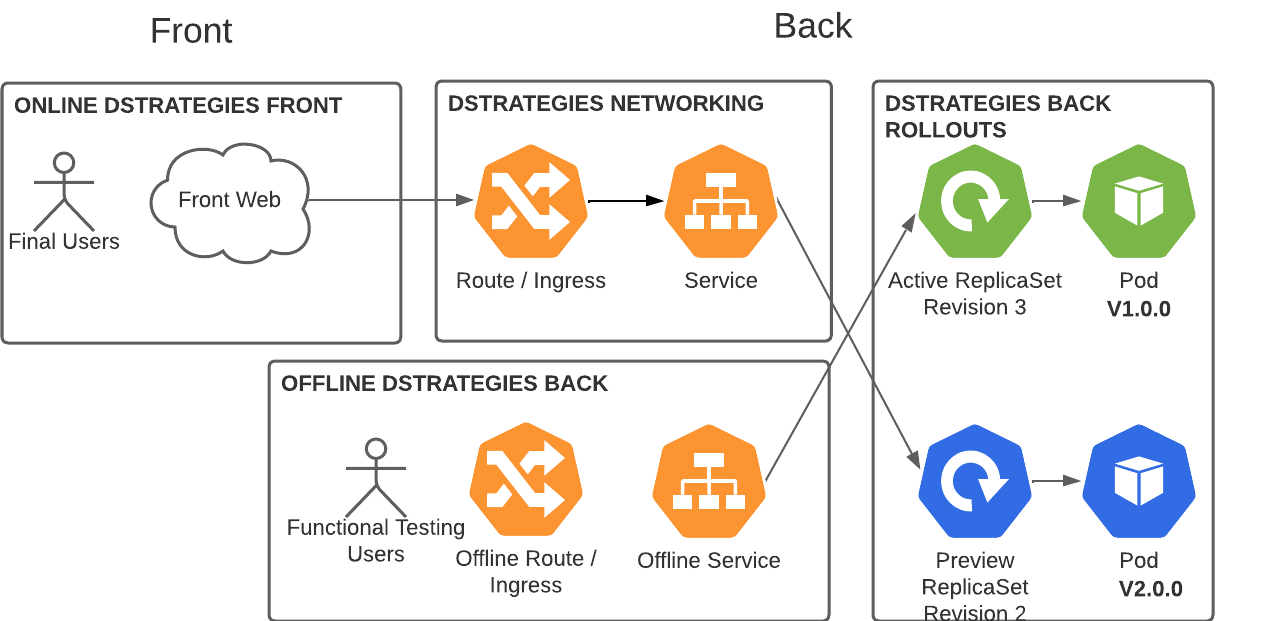 Front
Back
ONLINE DSTRATEGIES FRONT
Final Users
Front Web
DSTRATEGIES NETWORKING
Route / Ingress
Service
DSTRATEGIES BACK
ROLLOUTS
Active ReplicaSet
Revision 3
Pod
V1.0.0
OFFLINE DSTRATEGIES BACK
Functional Testing
Users
Offline Route /
Ingress
Offline Service
Preview
ReplicaSet
Revision 2
Pod
V2.0.0